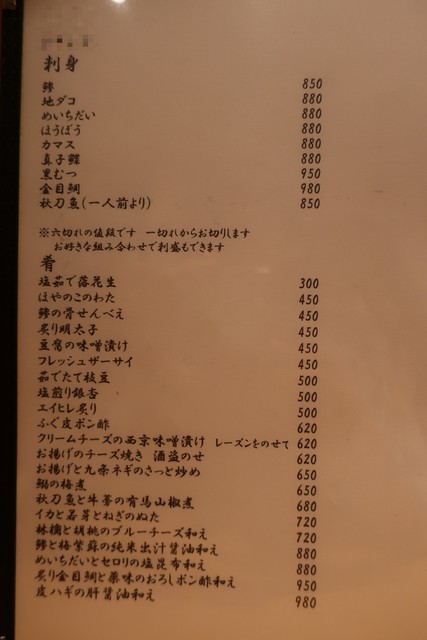 刺身
鯵 850
地ダコ 880
めいちだい 880
ほうぼう 880
カマス 880
真子鰈 880
黒むつ 950
金目鯛 980
秋刀魚(一人前より) 850
※六切れの値段です 一切れからお切りします
お好きな組み合わせで刺盛もできます
肴
塩茹で落花生 300
ほやのこのわた 450
鯵の骨せんべえ 450
炙り明太子 450
豆腐の味噌漬け 450
フレッシュザーサイ 450
茹でたて枝豆 500
塩煎り銀杏 500
エイヒレ炙り 500
ふぐ皮ポン酢 620
クリームチーズの西京味噌漬け レーズンをのせて 620
お揚げのチーズ焼き 酒盗のせ 620
お揚げと九条ネギのさっと炒め 650
鰯の梅煮 650
秋刀魚と牛蒡の有馬山椒煮 680
イカと若芽とねぎのぬた 720
林檎と胡桃のブルーチーズ和え 720
鯵と梅紫蘇の純米出汁醤油和え 880
めいちだいとセロリの塩昆布和え 880
炙り金目鯛と薬味のおろしポン酢和え 950
皮ハギの肝醤油和え 980